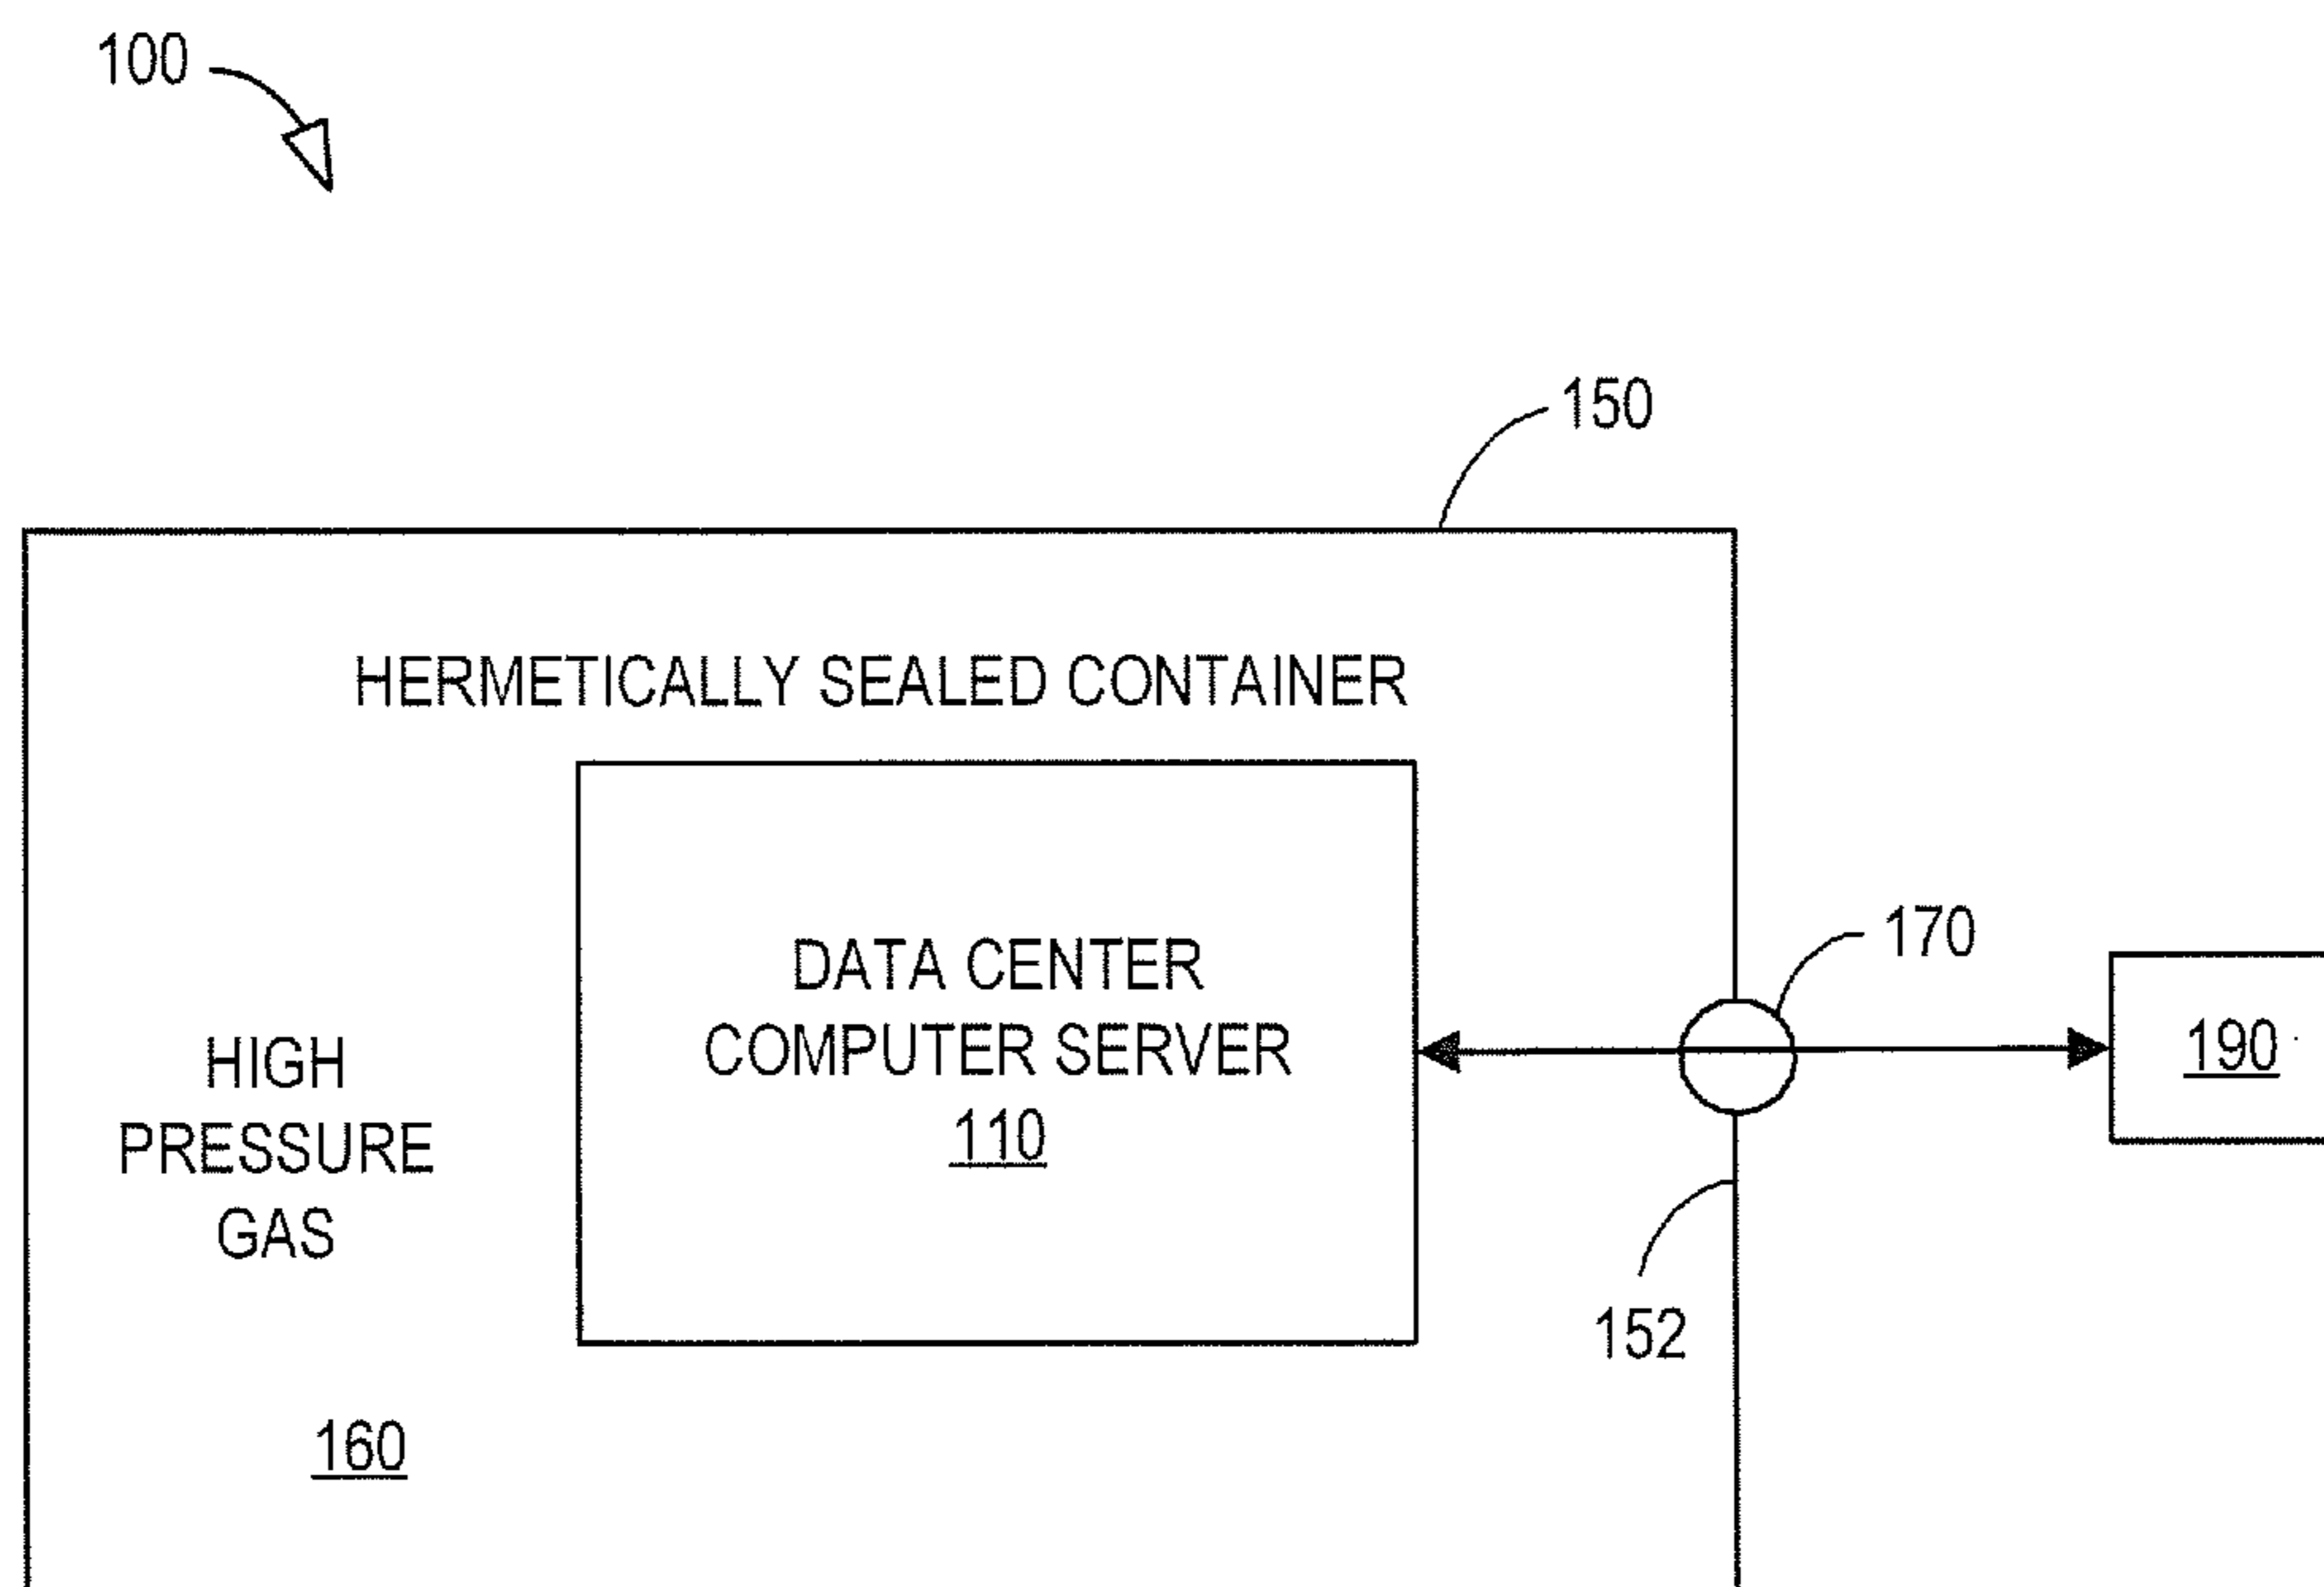 100
150
HERMETICALLY SEALED CONTAINER
170
DATA CENTER
COMPUTER SERVER
110
190
HIGH
PRESSURE
GAS
152
160